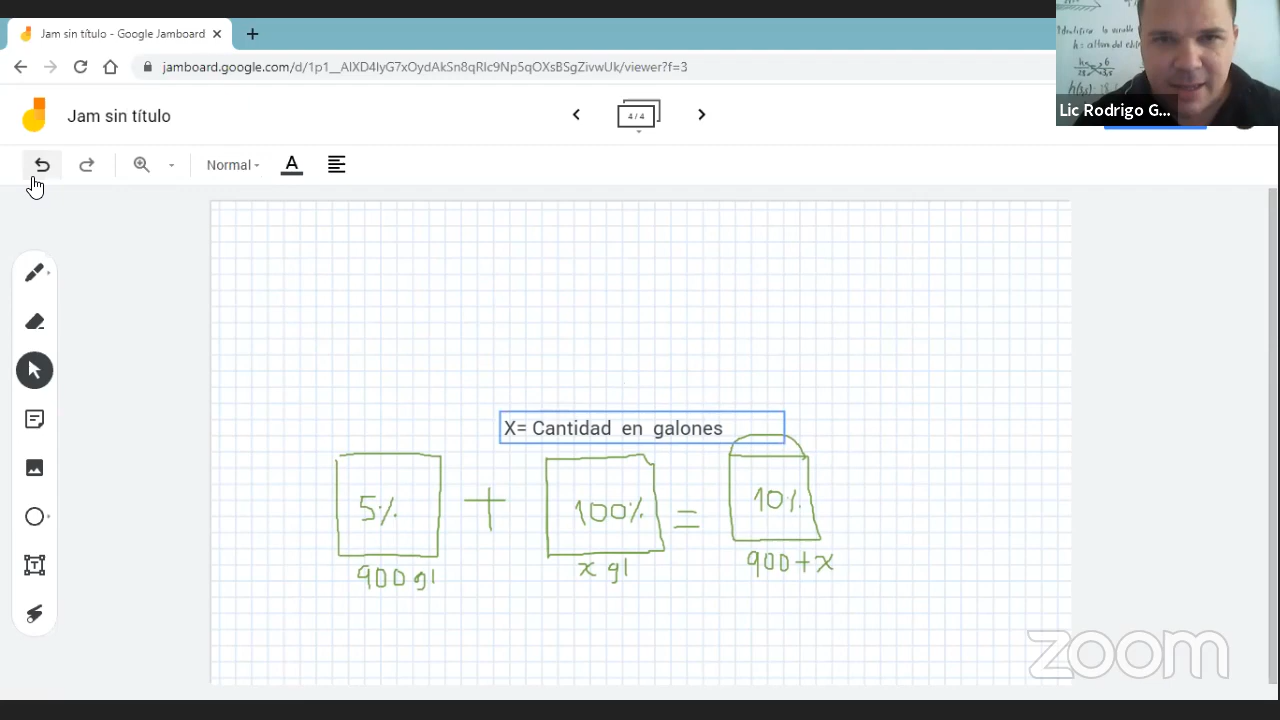 Jam sin título - Google Jamboard
jamboard.google.com/d/1p1__AlXD4IyG7xOydAkSn8qRlc9Np5qOXsBSgZivwUk/viewer?f=3
Jam sin título
4 / 4
Normal
A
Lic Rodrigo G...
X= Cantidad en galones
5% + 100% = 10%
900 gl x gl 900 + x
zoom